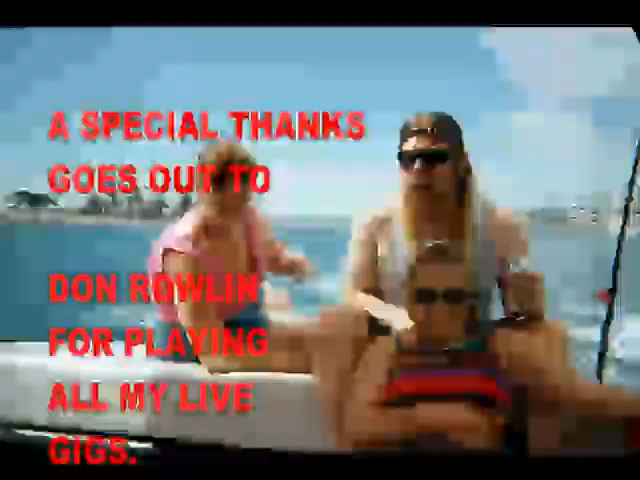 A SPECIAL THANKS
GOES OUT TO
DON ROWLIN
FOR PLAYING
ALL MY LIVE
GIGS.